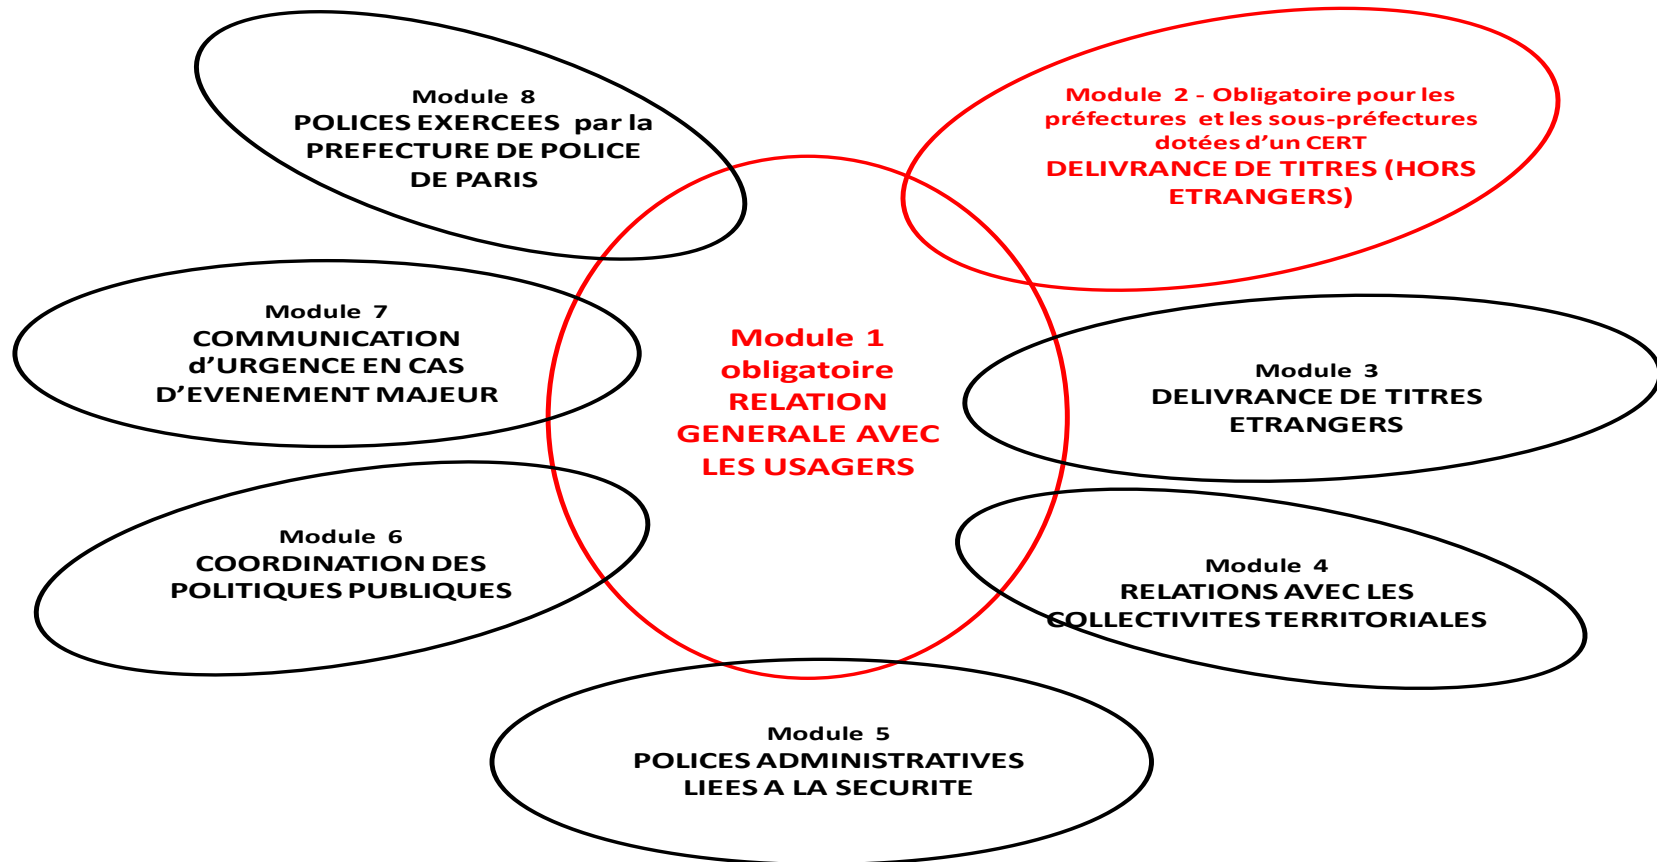 Module 1
obligatoire
RELATION
GENERALE AVEC
LES USAGERS
Module 2 - Obligatoire pour les
préfectures et les sous-préfectures
dotées d'un CERT
DELIVRANCE DE TITRES (HORS
ETRANGERS)
Module 3
DELIVRANCE DE TITRES
ETRANGERS
Module 4
RELATIONS AVEC LES
COLLECTIVITES TERRITORIALES
Module 5
POLICES ADMINISTRATIVES
LIEES A LA SECURITE
Module 6
COORDINATION DES
POLITIQUES PUBLIQUES
Module 7
COMMUNICATION
d'URGENCE EN CAS
D'EVENEMENT MAJEUR
Module 8
POLICES EXERCEES par la
PREFECTURE DE POLICE
DE PARIS